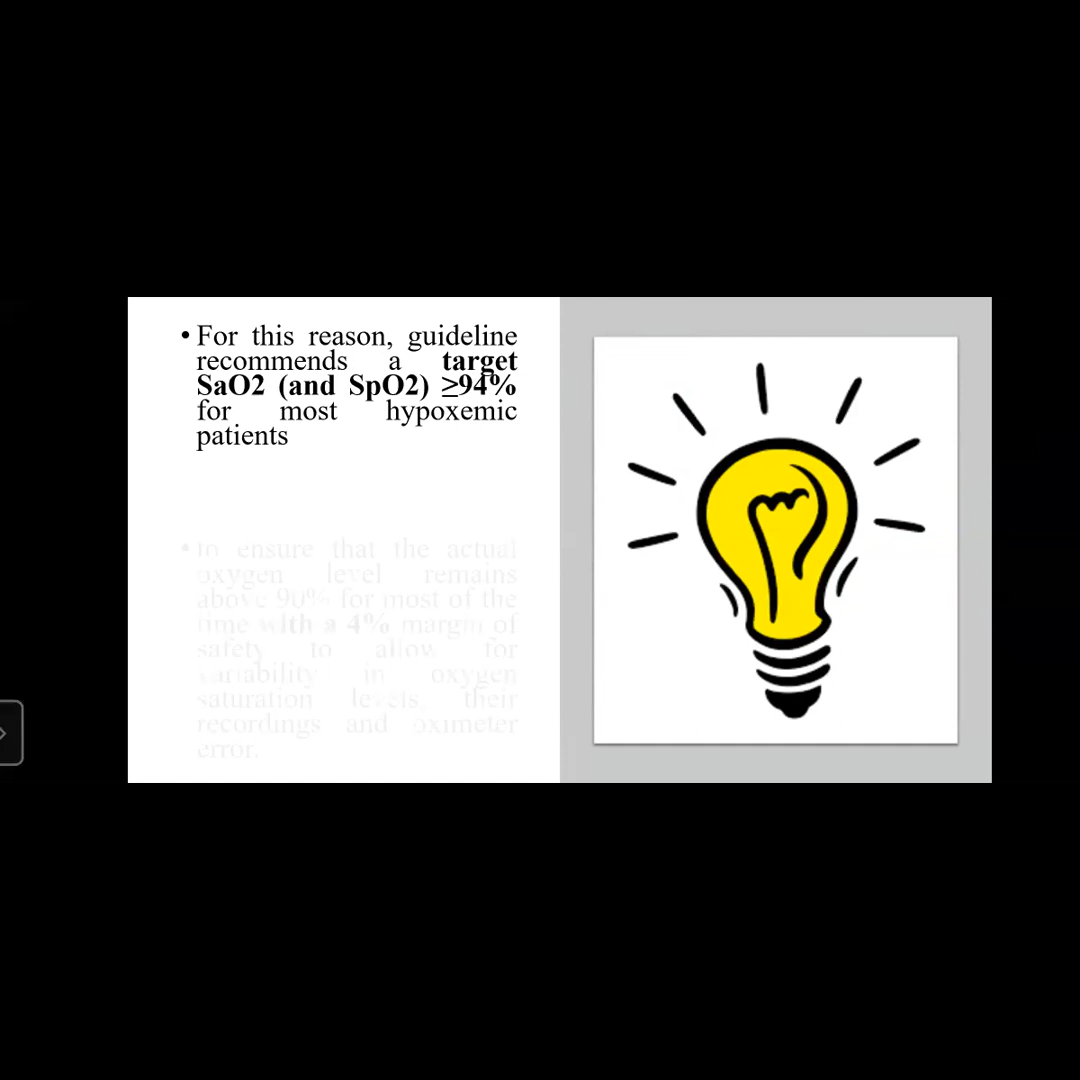 • For this reason, guideline
recommends a target
SaO2 (and SpO2) ≥94%
for most hypoxemic
patients
• to ensure that the actual
oxygen level remains
above 90% for most of the
time with a 4% margin of
safety to allow for
variability in oxygen
saturation levels, their
recordings and oximeter
error.